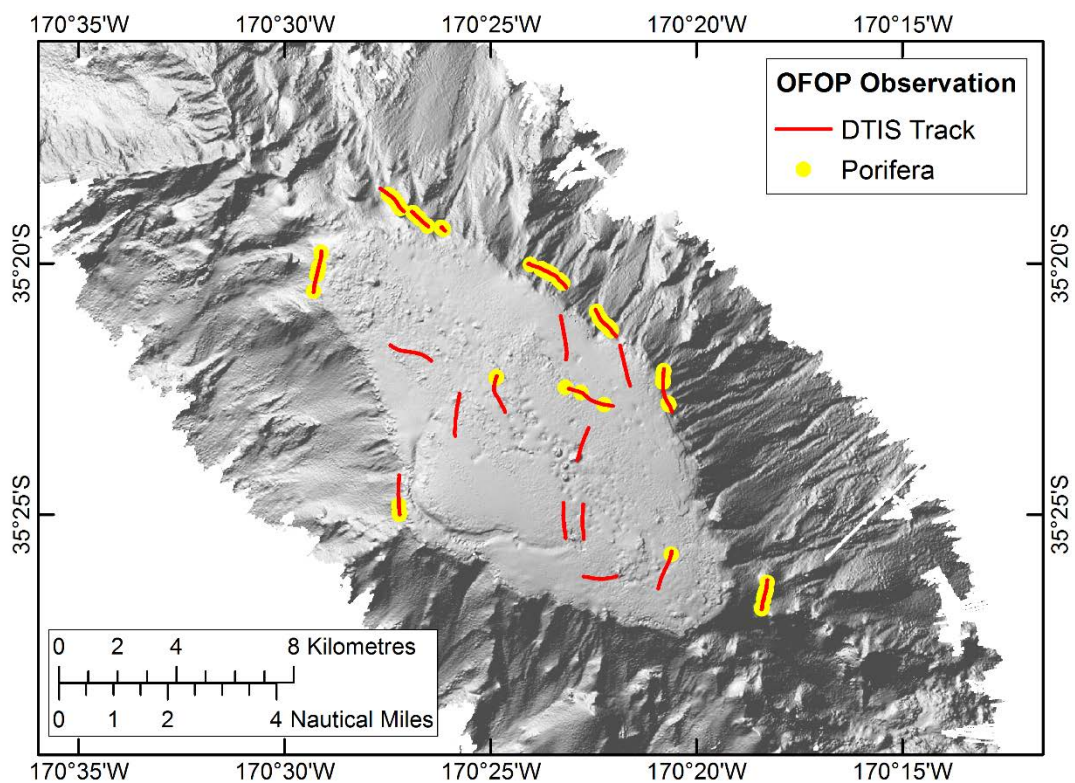 170°35'W 170°30'W 170°25'W 170°20'W 170°15'W
OFOP Observation
DTIS Track
Porifera
35°20'S 35°20'S
35°25'S 35°25'S
0 2 4 8 Kilometres
0 1 2 4 Nautical Miles
170°35'W 170°30'W 170°25'W 170°20'W 170°15'W